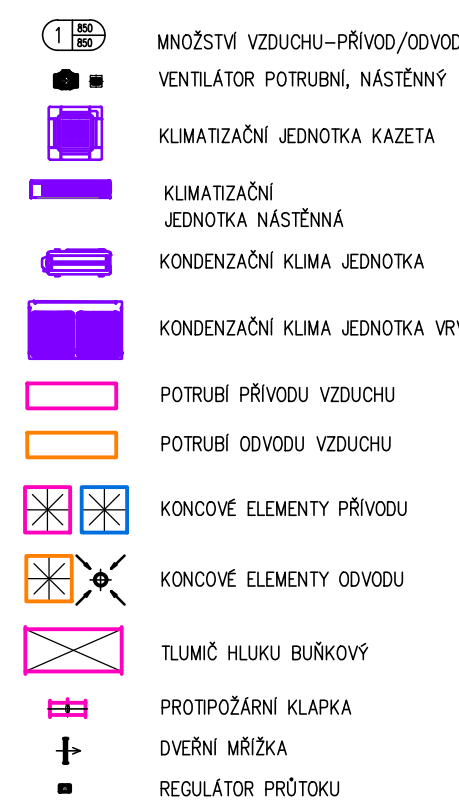 1 850
850
MNOŽSTVÍ VZDUCHU-PŘÍVOD/ODVOD
VENTILÁTOR POTRUBNÍ, NÁSTĚNNÝ
KLIMATIZAČNÍ JEDNOTKA KAZETA
KLIMATIZAČNÍ
JEDNOTKA NÁSTĚNNÁ
KONDENZAČNÍ KLIMA JEDNOTKA
KONDENZAČNÍ KLIMA JEDNOTKA
POTRUBÍ PŘÍVODU VZDUCHU
POTRUBÍ ODVODU VZDUCHU
KONCOVÉ ELEMENTY PŘÍVODU
KONCOVÉ ELEMENTY ODVODU
TLUMIČ HLUKU BUŇKOVÝ
PROTIPOŽÁRNÍ KLAPKA
DVEŘNÍ MŘÍŽKA
REGULÁTOR PRŮTOKU